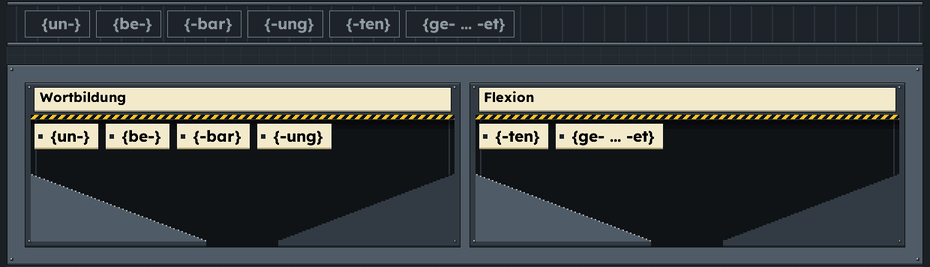 {un-} {be-} {-bar} {-ung} {-ten} {ge- ... -et}
Wortbildung
{un-} {be-} {-bar} {-ung}
Flexion
{-ten} {ge- ... -et}